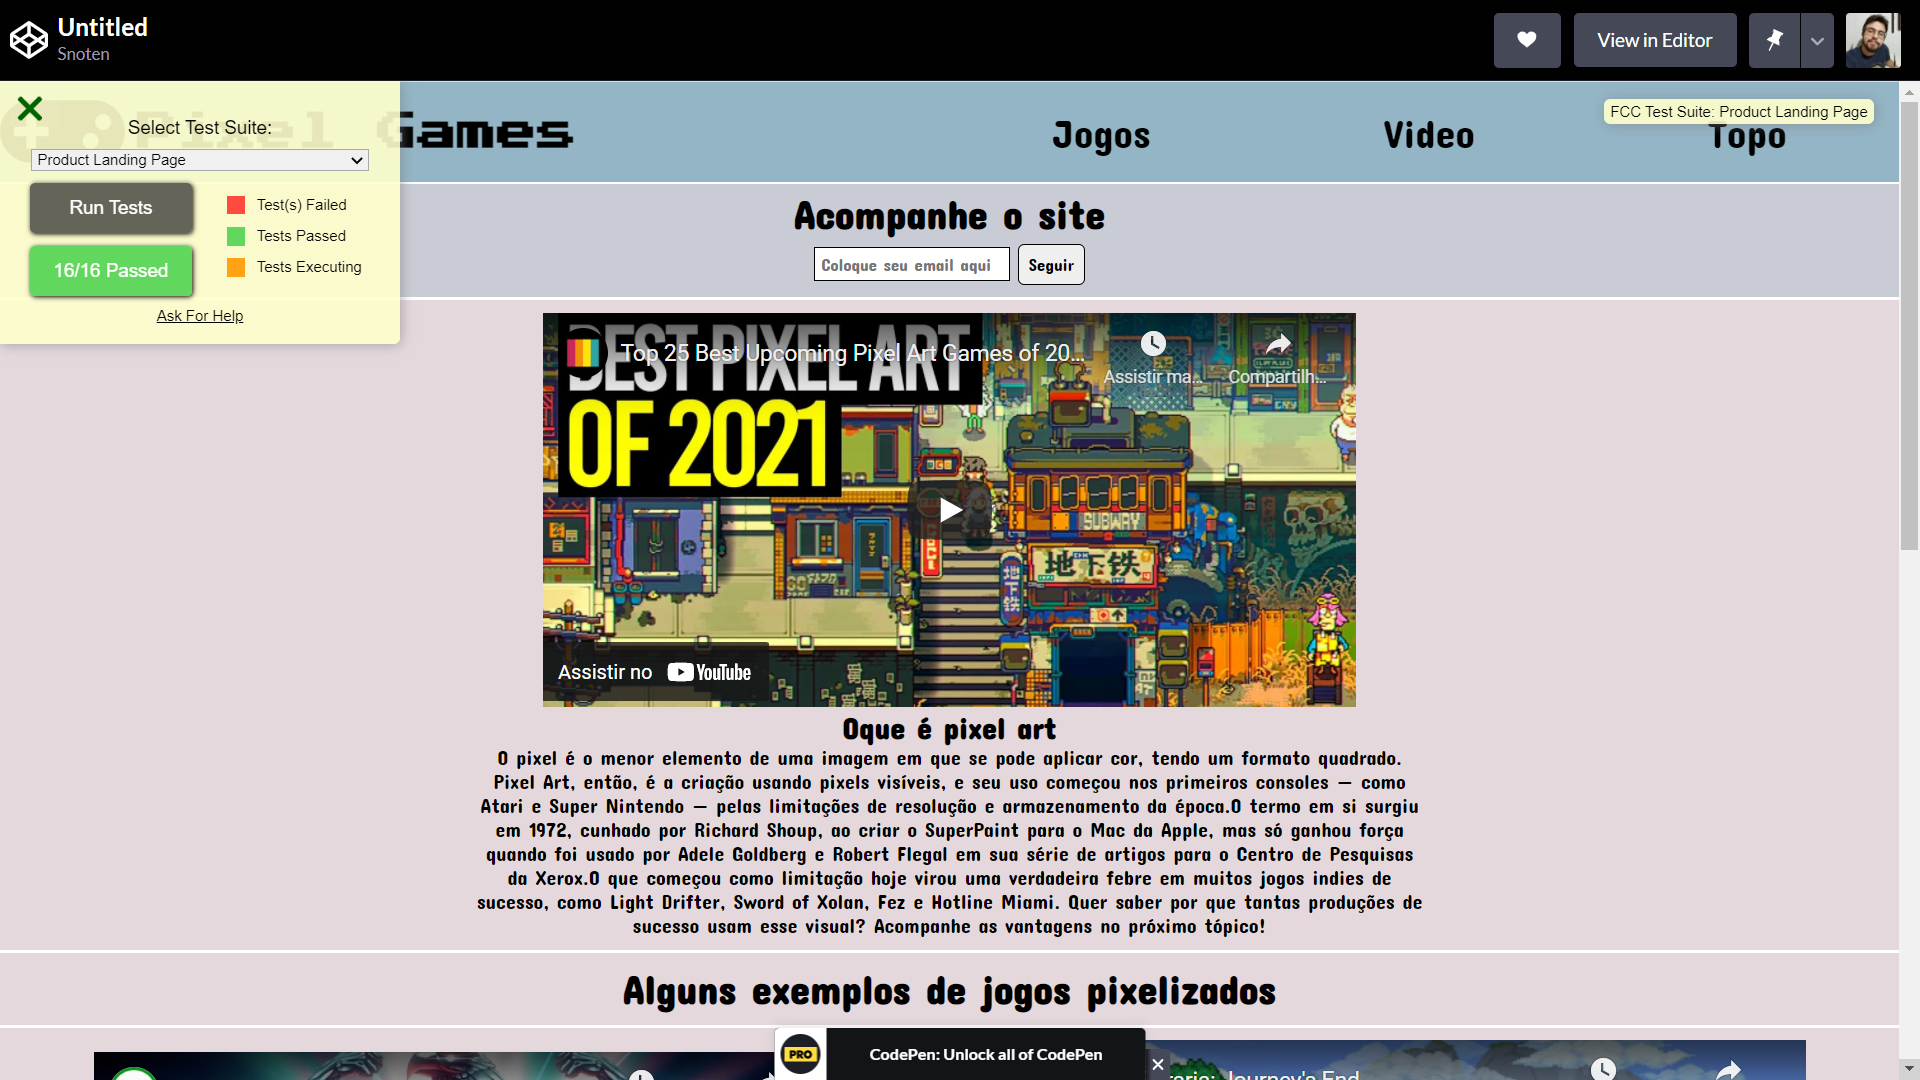 Untitled
Snoten
View in Editor
Select Test Suite:
Product Landing Page
Run Tests
16/16 Passed
Test(s) Failed
Tests Passed
Tests Executing
Ask For Help
Pixel Games
Jogos
Video
Topo
FCC Test Suite: Product Landing Page
Acompanhe o site
Coloque seu email aqui
Seguir
Top 25 Best Upcoming Pixel Art Games of 20...
Assistir ma...
Compartilh...
BEST PIXEL ART
OF 2021
SUBWAY
地下铁
地下铁
Assistir no YouTube
Oque é pixel art
O pixel é o menor elemento de uma imagem em que se pode aplicar cor, tendo um formato quadrado.
Pixel Art, então, é a criação usando pixels visíveis, e seu uso começou nos primeiros consoles — como
Atari e Super Nintendo — pelas limitações de resolução e armazenamento da época.O termo em si surgiu
em 1972, cunhado por Richard Shoup, ao criar o SuperPaint para o Mac da Apple, mas só ganhou força
quando foi usado por Adele Goldberg e Robert Flegal em sua série de artigos para o Centro de Pesquisas
da Xerox.O que começou como limitação hoje virou uma verdadeira febre em muitos jogos indies de
sucesso, como Light Drifter, Sword of Xolan, Fez e Hotline Miami. Quer saber por que tantas produções de
sucesso usam esse visual? Acompanhe as vantagens no próximo tópico!
Alguns exemplos de jogos pixelizados
PRO
CodePen: Unlock all of CodePen
Journey's End